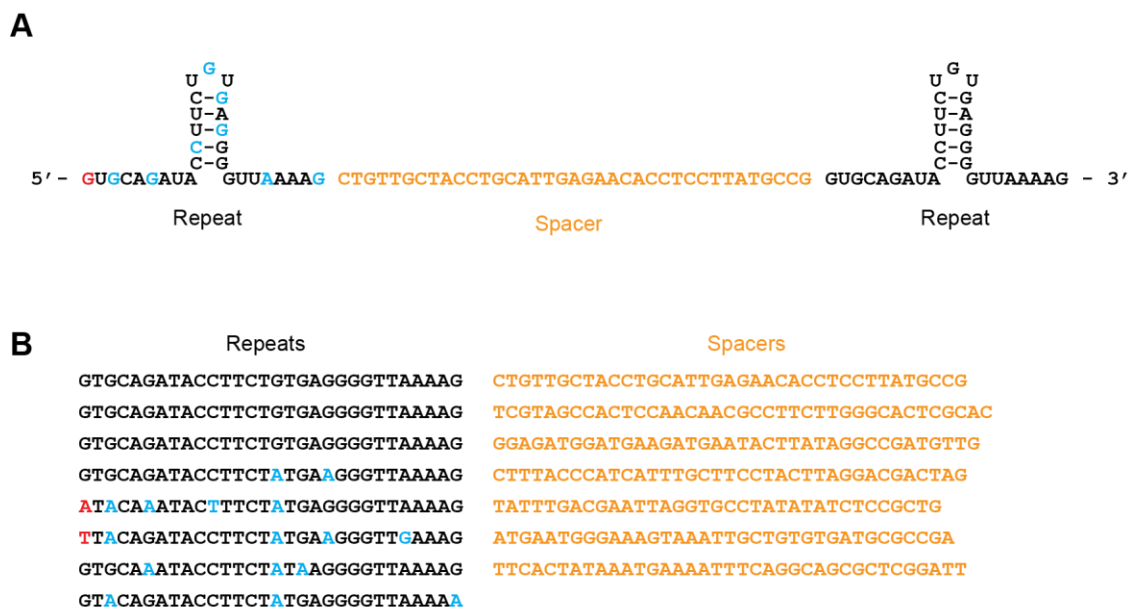 A
G G
U U U U
C-G C-G
U-A U-A
U-G U-G
C-G C-G
C-G C-G
5’- GUGCAGAUA GUUAAAAG CTGTTGCTACCTGCATTGAGAACACCTCCTTATGCCG GUGCAGAUA GUUAAAAG - 3’
Repeat Spacer Repeat
B
Repeats Spacers
GTGCAGATACCTTCTGTGAGGGGTTAAAAG CTGTTGCTACCTGCATTGAGAACACCTCCTTATGCCG
GTGCAGATACCTTCTGTGAGGGGTTAAAAG TCGTAGCCACTCCAACAACGCCTTCTTGGGCACTCGCAC
GTGCAGATACCTTCTGTGAGGGGTTAAAAG GGAGATGGATGAAGATGAATACTTATAGGCCGATGTTG
GTGCAGATACCTTCTATGAAGGGTTAAAAG CTTTACCCATCATTTGCTTCCTACTTAGGACGACTAG
ATACAAATACTTTCTATGAGGGGTTAAAAG TATTTGACGAATTAGGTGCCTATATATCTCCGCTG
TTACAGATACCTTCTATGAAGGGTTGAAAG ATGAATGGGAAAGTAAATTGCTGTGTGATGCGCCGA
GTGCAAATACCTTCTATAAGGGGTTAAAAG TTCACTATAAATGAAAATTTCAGGCAGCGCTCGGATT
GTACAGATACCTTCTATGAGGGGTTAAAAA